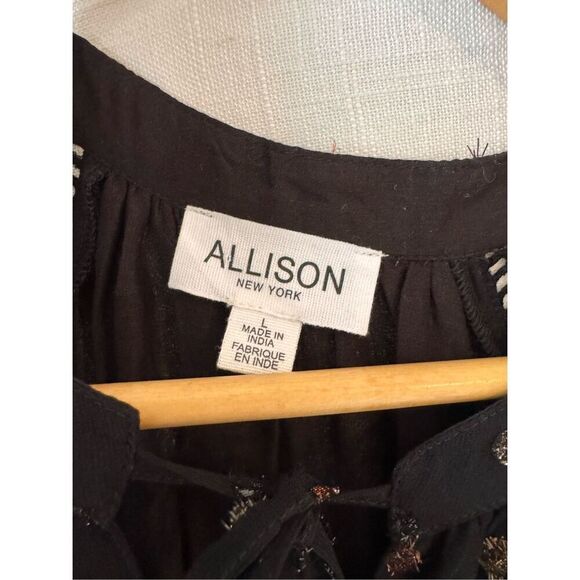 ALLISON
NEW YORK
L
MADE IN
INDIA
FABRIQUE
EN INDE